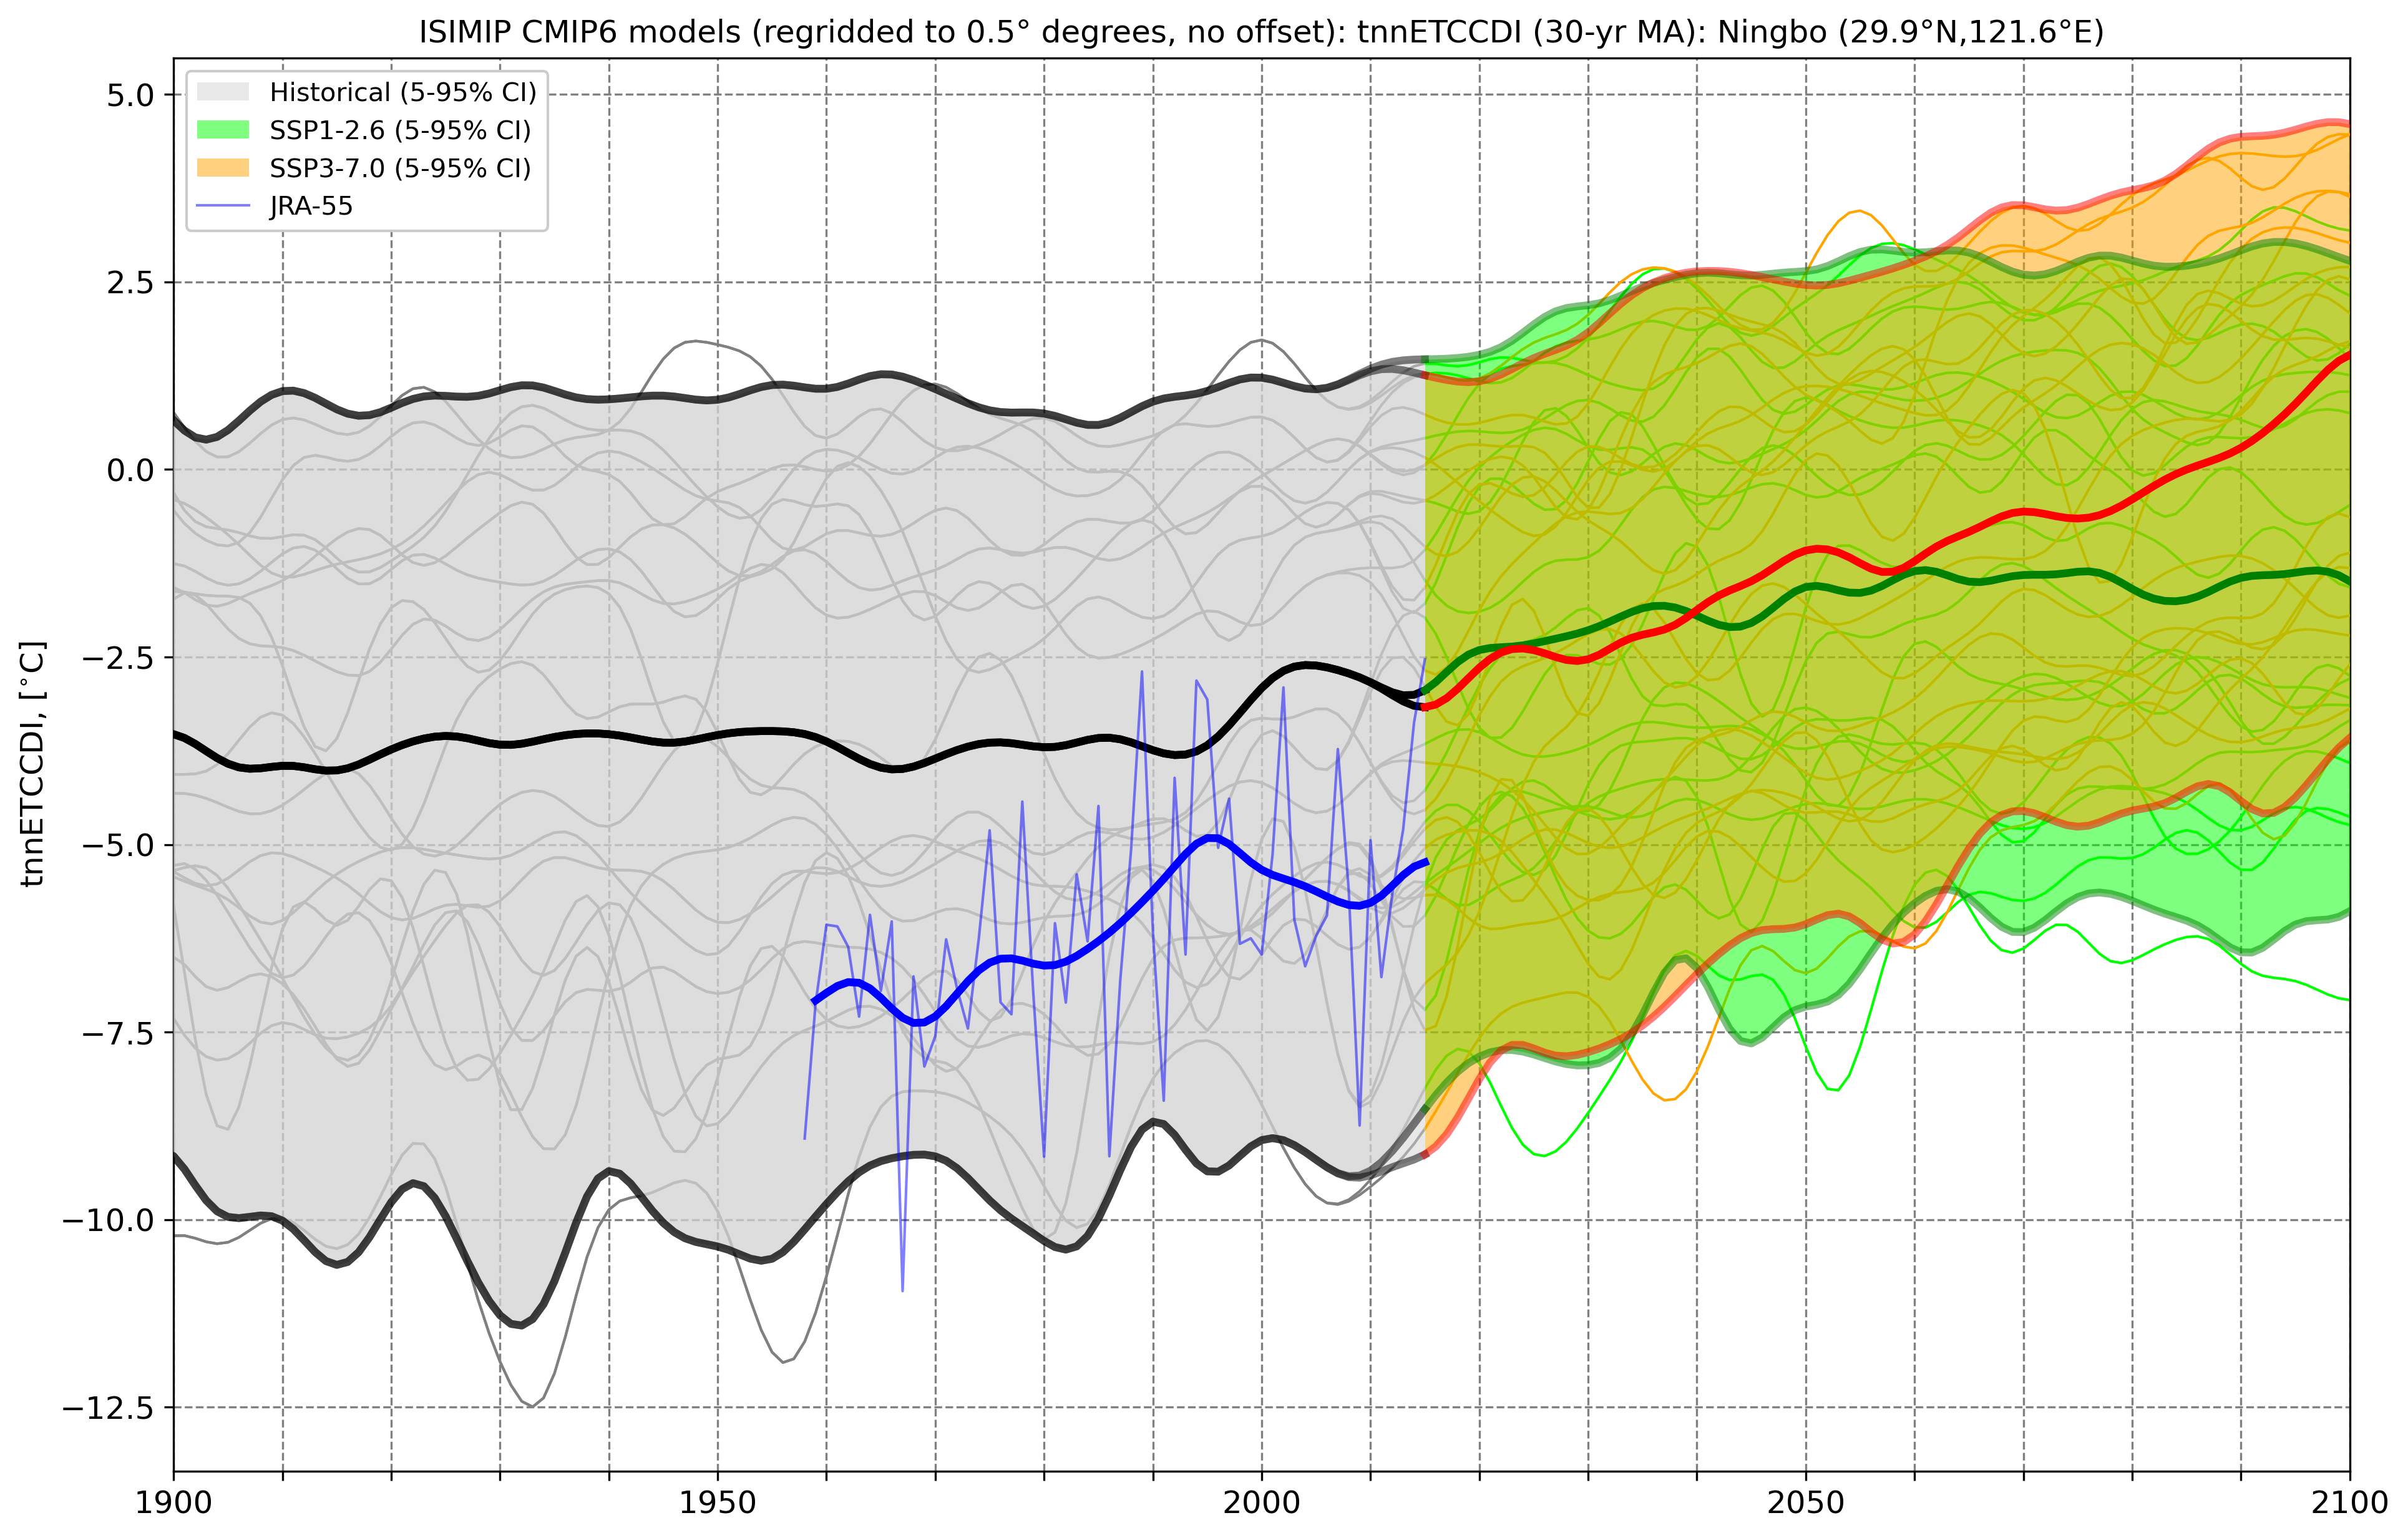 ISIMIP CMIP6 models (regridded to 0.5° degrees, no offset): tnnETCCDI (30-yr MA): Ningbo (29.9°N,121.6°E)
Historical (5-95% CI)
SSP1-2.6 (5-95% CI)
SSP3-7.0 (5-95% CI)
JRA-55
tnnETCCDI, [°C]
5.0
2.5
0.0
−2.5
−5.0
−7.5
−10.0
−12.5
1900
1950
2000
2050
2100